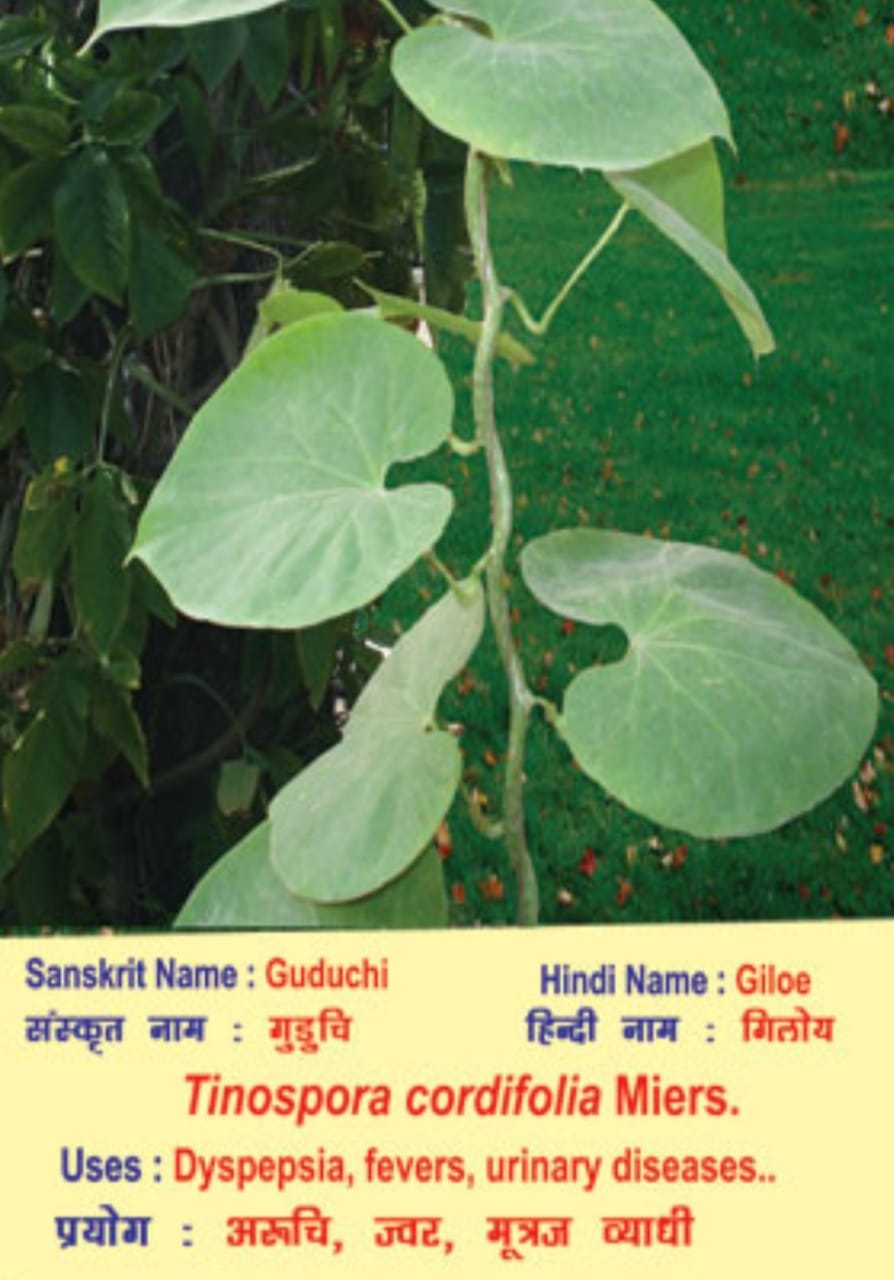 Sanskrit Name : Guduchi Hindi Name : Giloe
संस्कृत नाम : गुडुचि हिन्दी नाम : गिलोय
Tinospora cordifolia Miers.
Uses : Dyspepsia, fevers, urinary diseases..
प्रयोग : अरूचि, ज्वर, मूत्रज व्याधी